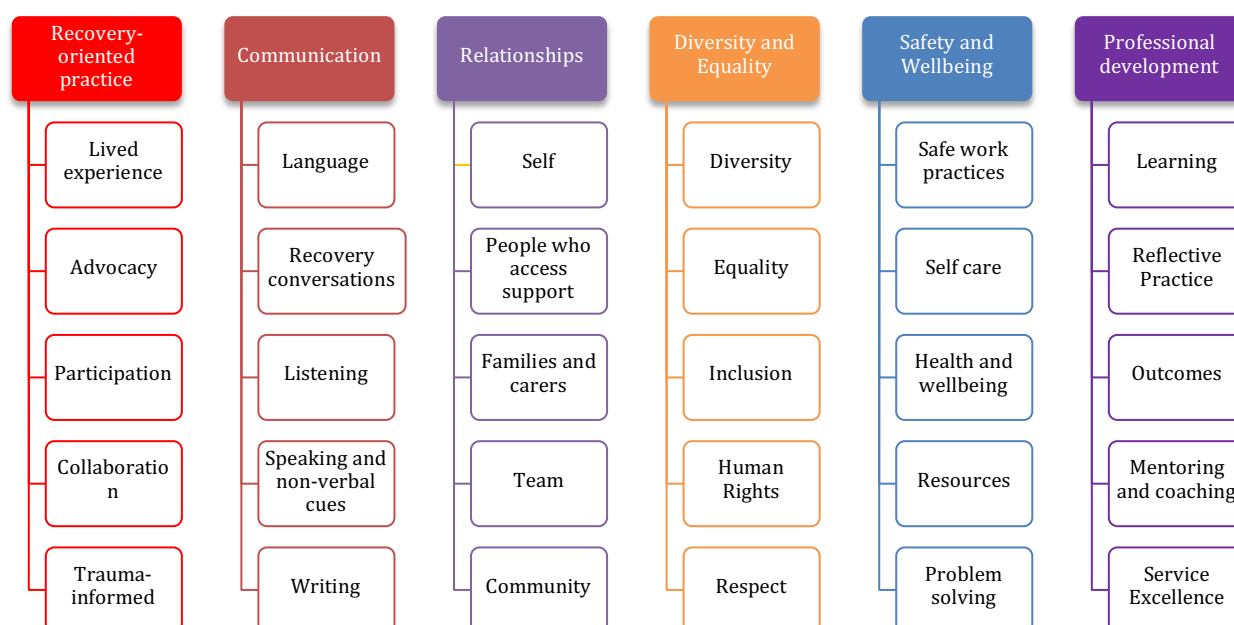 Recovery-
oriented
practice
Lived
experience
Advocacy
Participation
Collaboratio
n
Trauma-
informed
Communication
Language
Recovery
conversations
Listening
Speaking and
non-verbal
cues
Writing
Relationships
Self
People who
access
support
Families and
carers
Team
Community
Diversity and
Equality
Diversity
Equality
Inclusion
Human
Rights
Respect
Safety and
Wellbeing
Safe work
practices
Self care
Health and
wellbeing
Resources
Problem
solving
Professional
development
Learning
Reflective
Practice
Outcomes
Mentoring
and coaching
Service
Excellence